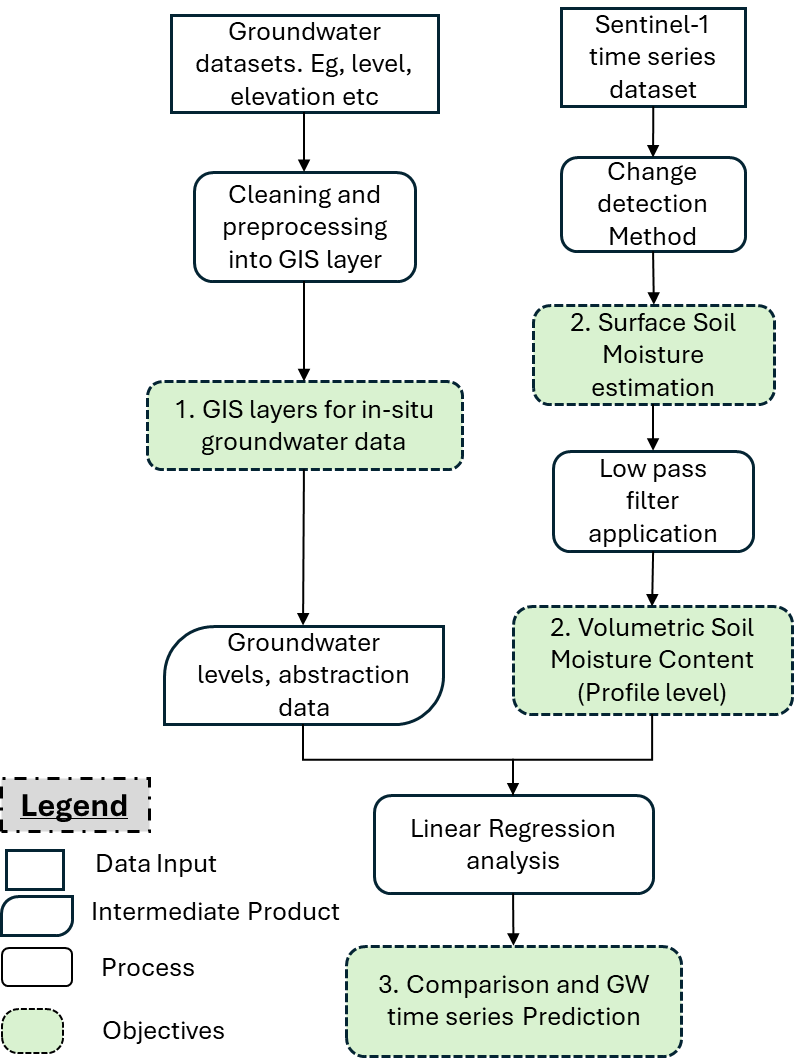 Groundwater
datasets. Eg, level,
elevation etc
Sentinel-1
time series
dataset
Cleaning and
preprocessing
into GIS layer
Change
detection
Method
2. Surface Soil
Moisture
estimation
1. GIS layers for in-situ
groundwater data
Low pass
filter
application
Groundwater
levels, abstraction
data
2. Volumetric Soil
Moisture Content
(Profile level)
Linear Regression
analysis
3. Comparison and GW
time series Prediction
Legend
Data Input
Intermediate Product
Process
Objectives